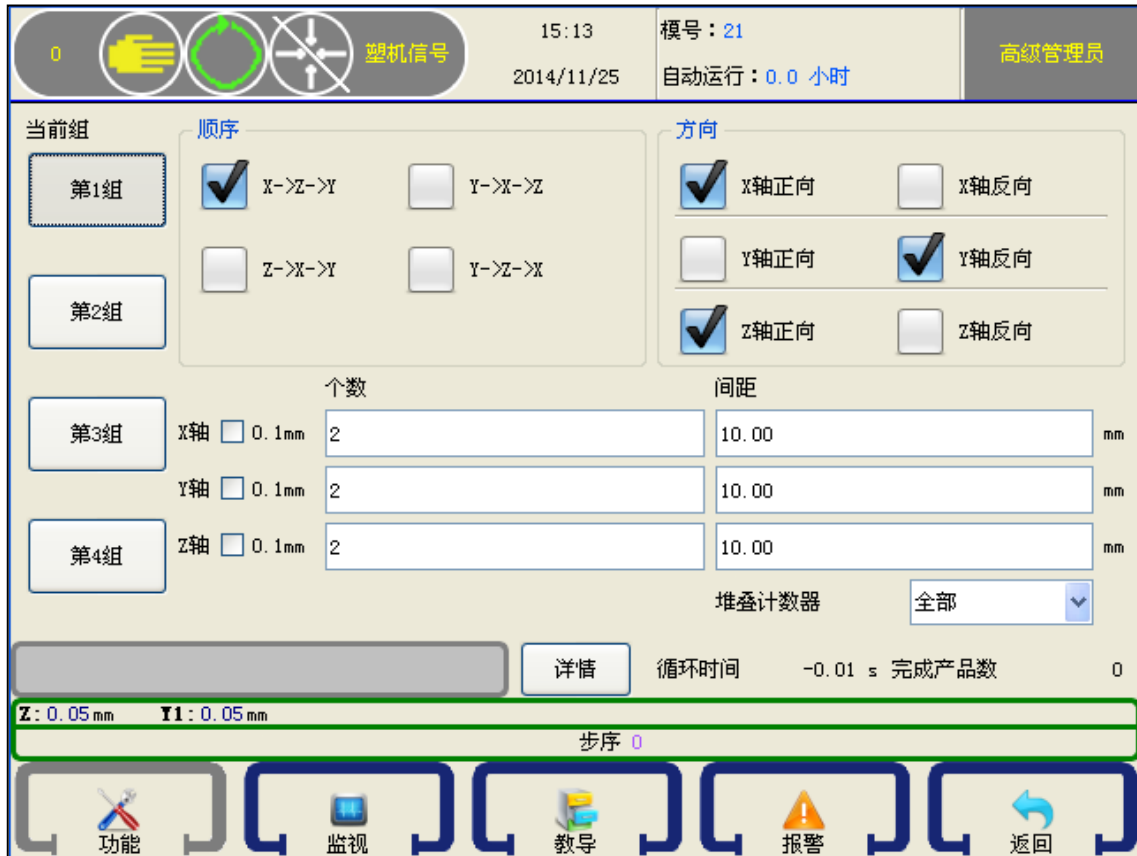 0 塑机信号 15:13 模号：21 高级管理员
2014/11/25 自动运行：0.0 小时
当前组 顺序 方向
第1组 X->Z->Y Y->X->Z X轴正向 X轴反向
Z->X->Y Y->Z->X Y轴正向 Y轴反向
第2组 Z轴正向 Z轴反向
个数 间距
第3组 X轴 0.1mm 2 10.00 mm
Y轴 0.1mm 2 10.00 mm
第4组 Z轴 0.1mm 2 10.00 mm
堆叠计数器 全部
详情 循环时间 -0.01 s 完成产品数 0
Z:0.05mm Y1:0.05mm
步序 0
功能 监视 教导 报警 返回